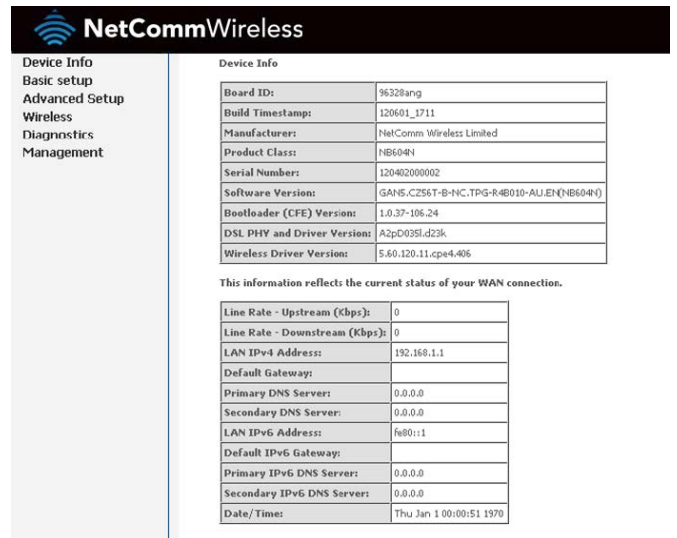 NetCommWireless
Device Info
Basic setup
Advanced Setup
Wireless
Diagnostics
Management
Device Info
Board ID: 96328ang
Build Timestamp: 120601_1711
Manufacturer: NetComm Wireless Limited
Product Class: NB604N
Serial Number: 120402000002
Software Version: GAN5.CZ56T-B-NC.TPG-R4B010-AU.EN(NB604N)
Bootloader (CFE) Version: 1.0.37-106.24
DSL PHY and Driver Version: A2pD035l.d23k
Wireless Driver Version: 5.60.120.11.cpe4.406
This information reflects the current status of your WAN connection.
Line Rate - Upstream (Kbps): 0
Line Rate - Downstream (Kbps): 0
LAN IPv4 Address: 192.168.1.1
Default Gateway:
Primary DNS Server: 0.0.0.0
Secondary DNS Server: 0.0.0.0
LAN IPv6 Address: fe80::1
Default IPv6 Gateway:
Primary IPv6 DNS Server: 0.0.0.0
Secondary IPv6 DNS Server: 0.0.0.0
Date/Time: Thu Jan 1 00:00:51 1970